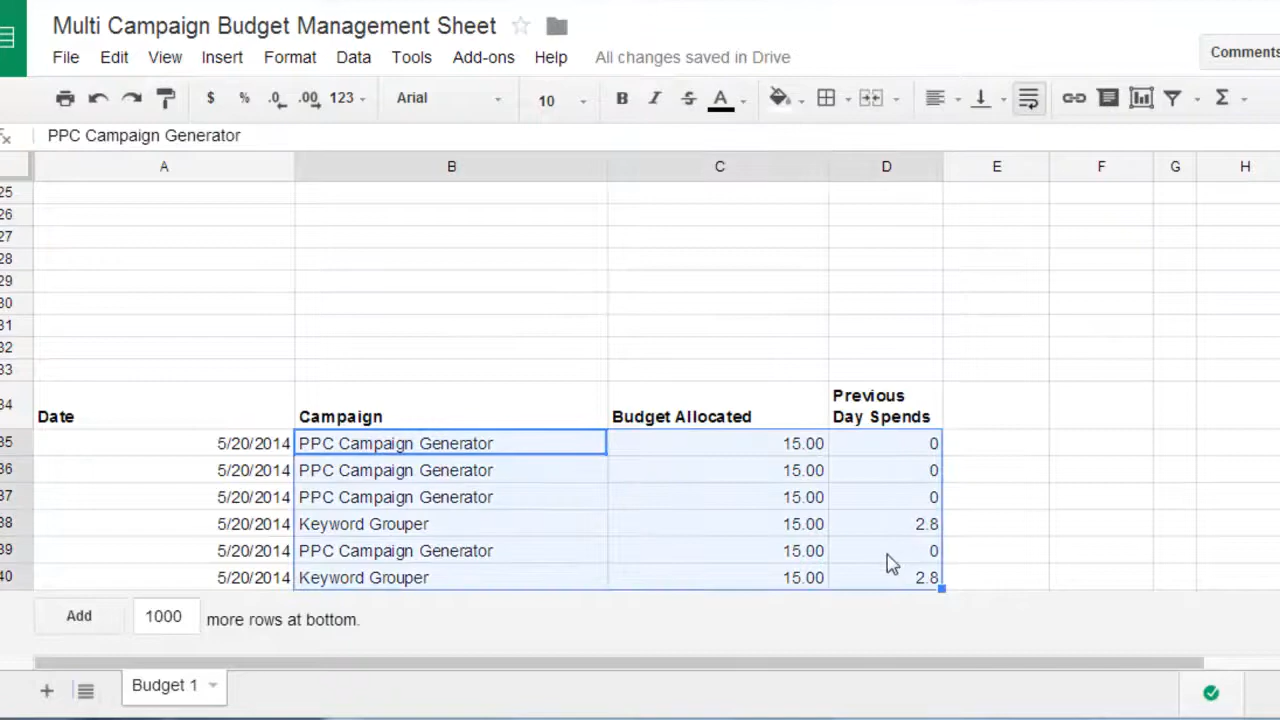 Multi Campaign Budget Management Sheet
File Edit View Insert Format Data Tools Add-ons Help All changes saved in Drive
Comments
$ % .0 .00 123 Arial 10 B I S A Σ
fx PPC Campaign Generator
A B C D E F G H
25
26
27
28
29
30
31
32
33
34 Date Campaign Budget Allocated Previous Day Spends
35 5/20/2014 PPC Campaign Generator 15.00 0
36 5/20/2014 PPC Campaign Generator 15.00 0
37 5/20/2014 PPC Campaign Generator 15.00 0
38 5/20/2014 Keyword Grouper 15.00 2.8
39 5/20/2014 PPC Campaign Generator 15.00 0
40 5/20/2014 Keyword Grouper 15.00 2.8
Add 1000 more rows at bottom.
Budget 1